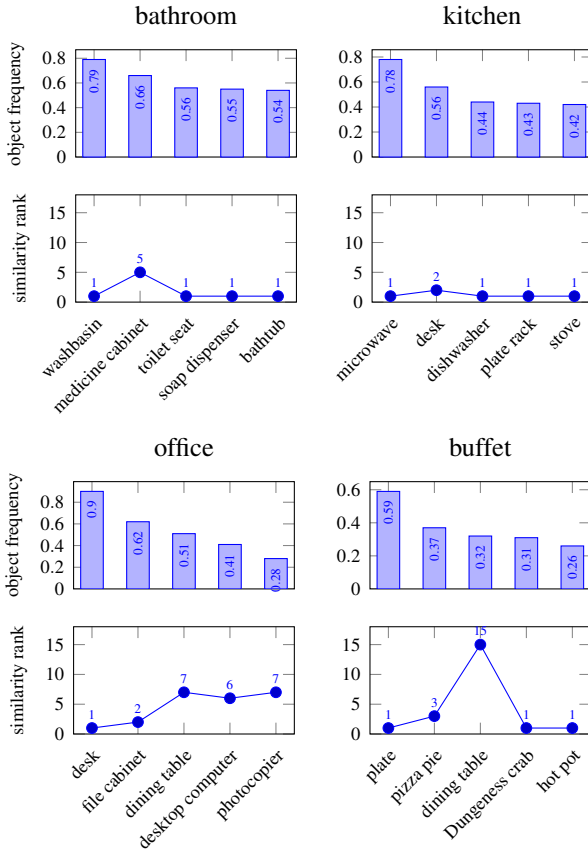 bathroom
kitchen
object frequency
0.8
0.6
0.4
0.2
0
0.79
0.66
0.56
0.55
0.54
0.8
0.6
0.4
0.2
0
0.78
0.56
0.44
0.43
0.42
similarity rank
15
10
5
0
1
5
1
1
1
15
10
5
0
1
2
1
1
1
washbasin
medicine cabinet
toilet seat
soap dispenser
bathtub
microwave
desk
dishwasher
plate rack
stove
office
buffet
object frequency
0.8
0.6
0.4
0.2
0
0.9
0.62
0.51
0.41
0.28
0.6
0.4
0.2
0
0.59
0.37
0.32
0.31
0.26
similarity rank
15
10
5
0
1
2
7
6
7
15
10
5
0
1
3
15
1
1
desk
file cabinet
dining table
desktop computer
photocopier
plate
pizza pie
dining table
Dungeness crab
hot pot